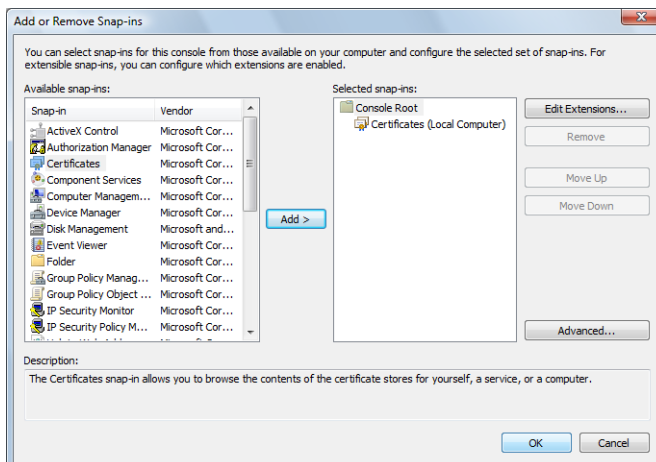 Add or Remove Snap-ins
You can select snap-ins for this console from those available on your computer and configure the selected set of snap-ins. For
extensible snap-ins, you can configure which extensions are enabled.
Available snap-ins:
Snap-in Vendor
ActiveX Control Microsoft Cor...
Authorization Manager Microsoft Cor...
Certificates Microsoft Cor...
Component Services Microsoft Cor...
Computer Managem... Microsoft Cor...
Device Manager Microsoft Cor...
Disk Management Microsoft and...
Event Viewer Microsoft Cor...
Folder Microsoft Cor...
Group Policy Manag... Microsoft Cor...
Group Policy Object ... Microsoft Cor...
IP Security Monitor Microsoft Cor...
IP Security Policy M... Microsoft Cor...
Add >
Selected snap-ins:
Console Root
Certificates (Local Computer)
Edit Extensions...
Remove
Move Up
Move Down
Advanced...
Description:
The Certificates snap-in allows you to browse the contents of the certificate stores for yourself, a service, or a computer.
OK
Cancel